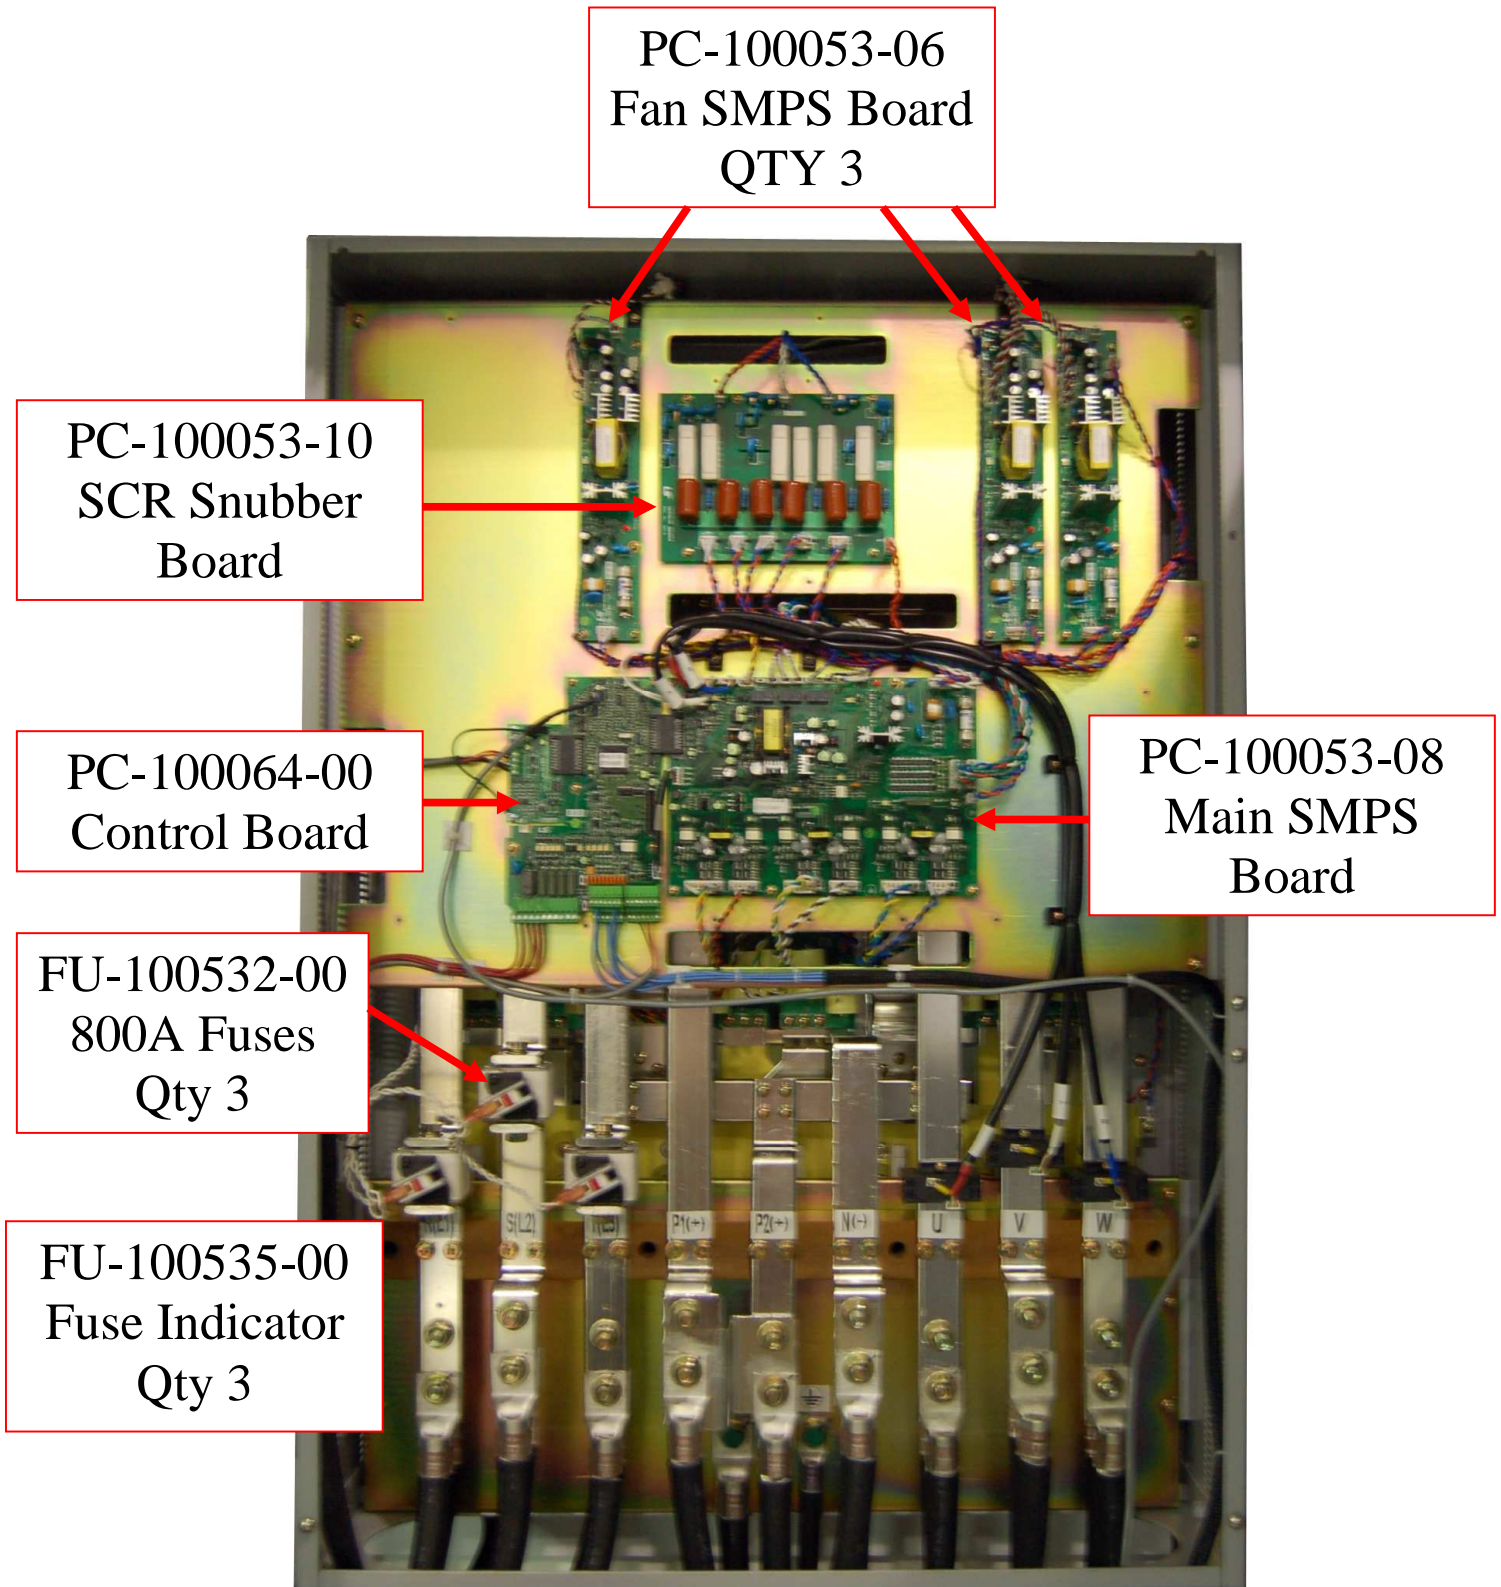 PC-100053-06
Fan SMPS Board
QTY 3
PC-100053-10
SCR Snubber
Board
PC-100064-00
Control Board
PC-100053-08
Main SMPS
Board
FU-100532-00
800A Fuses
Qty 3
FU-100535-00
Fuse Indicator
Qty 3
S(L2)
P1(+)
P2(+)
N(-)
U
V
W